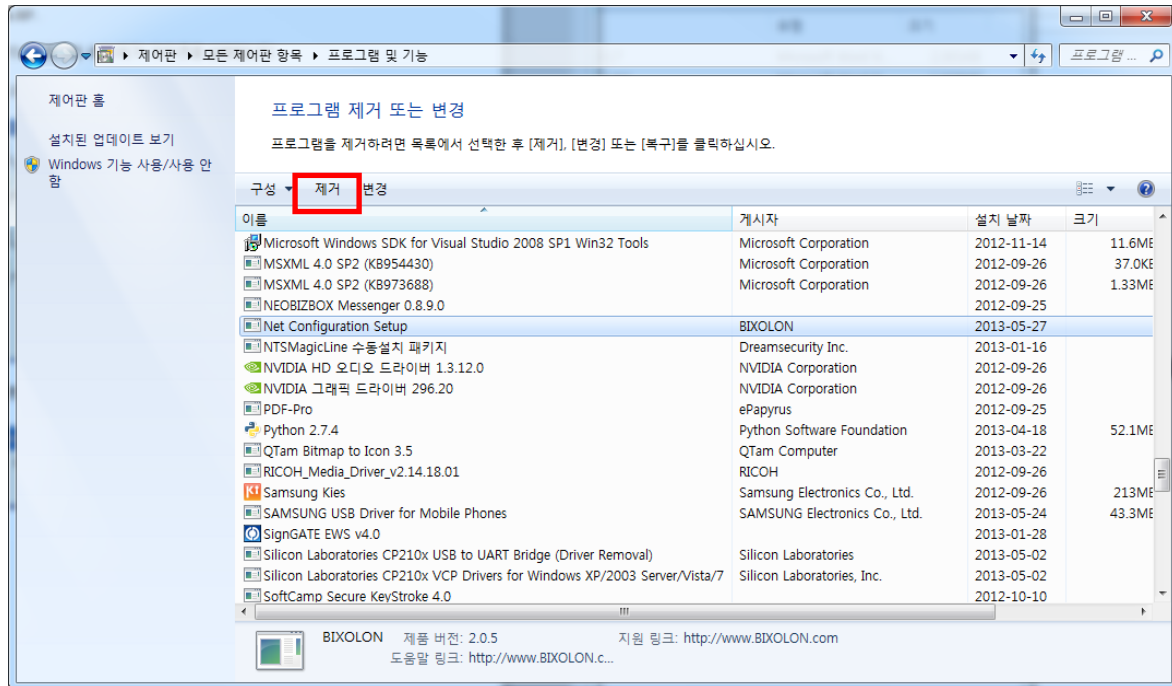 제어판 ▸ 모든 제어판 항목 ▸ 프로그램 및 기능
프로그램 ...
제어판 홈
설치된 업데이트 보기
Windows 기능 사용/사용 안
함
프로그램 제거 또는 변경
프로그램을 제거하려면 목록에서 선택한 후 [제거], [변경] 또는 [복구]를 클릭하십시오.
구성 제거 변경
이름 게시자 설치 날짜 크기
Microsoft Windows SDK for Visual Studio 2008 SP1 Win32 Tools Microsoft Corporation 2012-11-14 11.6MB
MSXML 4.0 SP2 (KB954430) Microsoft Corporation 2012-09-26 37.0KB
MSXML 4.0 SP2 (KB973688) Microsoft Corporation 2012-09-26 1.33MB
NEOBIZBOX Messenger 0.8.9.0 2012-09-25
Net Configuration Setup BIXOLON 2013-05-27
NTSMagicLine 수동설치 패키지 Dreamsecurity Inc. 2013-01-16
NVIDIA HD 오디오 드라이버 1.3.12.0 NVIDIA Corporation 2012-09-26
NVIDIA 그래픽 드라이버 296.20 NVIDIA Corporation 2012-09-26
PDF-Pro ePapyrus 2012-09-25
Python 2.7.4 Python Software Foundation 2013-04-18 52.1MB
QTam Bitmap to Icon 3.5 QTam Computer 2013-03-22
RICOH_Media_Driver_v2.14.18.01 RICOH 2012-09-26
Samsung Kies Samsung Electronics Co., Ltd. 2012-09-26 213MB
SAMSUNG USB Driver for Mobile Phones SAMSUNG Electronics Co., Ltd. 2013-05-24 43.3MB
SignGATE EWS v4.0 2013-01-28
Silicon Laboratories CP210x USB to UART Bridge (Driver Removal) Silicon Laboratories 2013-05-02
Silicon Laboratories CP210x VCP Drivers for Windows XP/2003 Server/Vista/7 Silicon Laboratories, Inc. 2013-05-02
SoftCamp Secure KeyStroke 4.0 2012-10-10
BIXOLON 제품 버전: 2.0.5 지원 링크: http://www.BIXOLON.com
도움말 링크: http://www.BIXOLON.c...